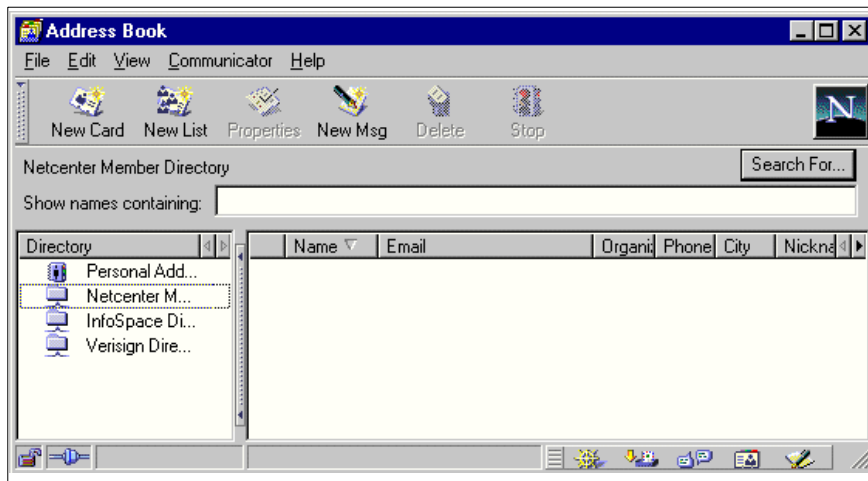 Address Book
File Edit View Communicator Help
New Card New List Properties New Msg Delete Stop
N
Netcenter Member Directory
Search For...
Show names containing:
Directory Name Email Organiz Phone City Nickna
Personal Add...
Netcenter M...
InfoSpace Di...
Verisign Dire...